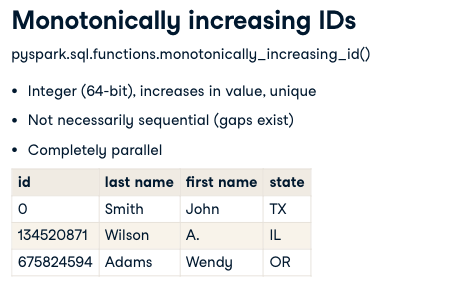 Monotonically increasing IDs
pyspark.sql.functions.monotonically_increasing_id()
• Integer (64-bit), increases in value, unique
• Not necessarily sequential (gaps exist)
• Completely parallel
id last name first name state
0 Smith John TX
134520871 Wilson A. IL
675824594 Adams Wendy OR